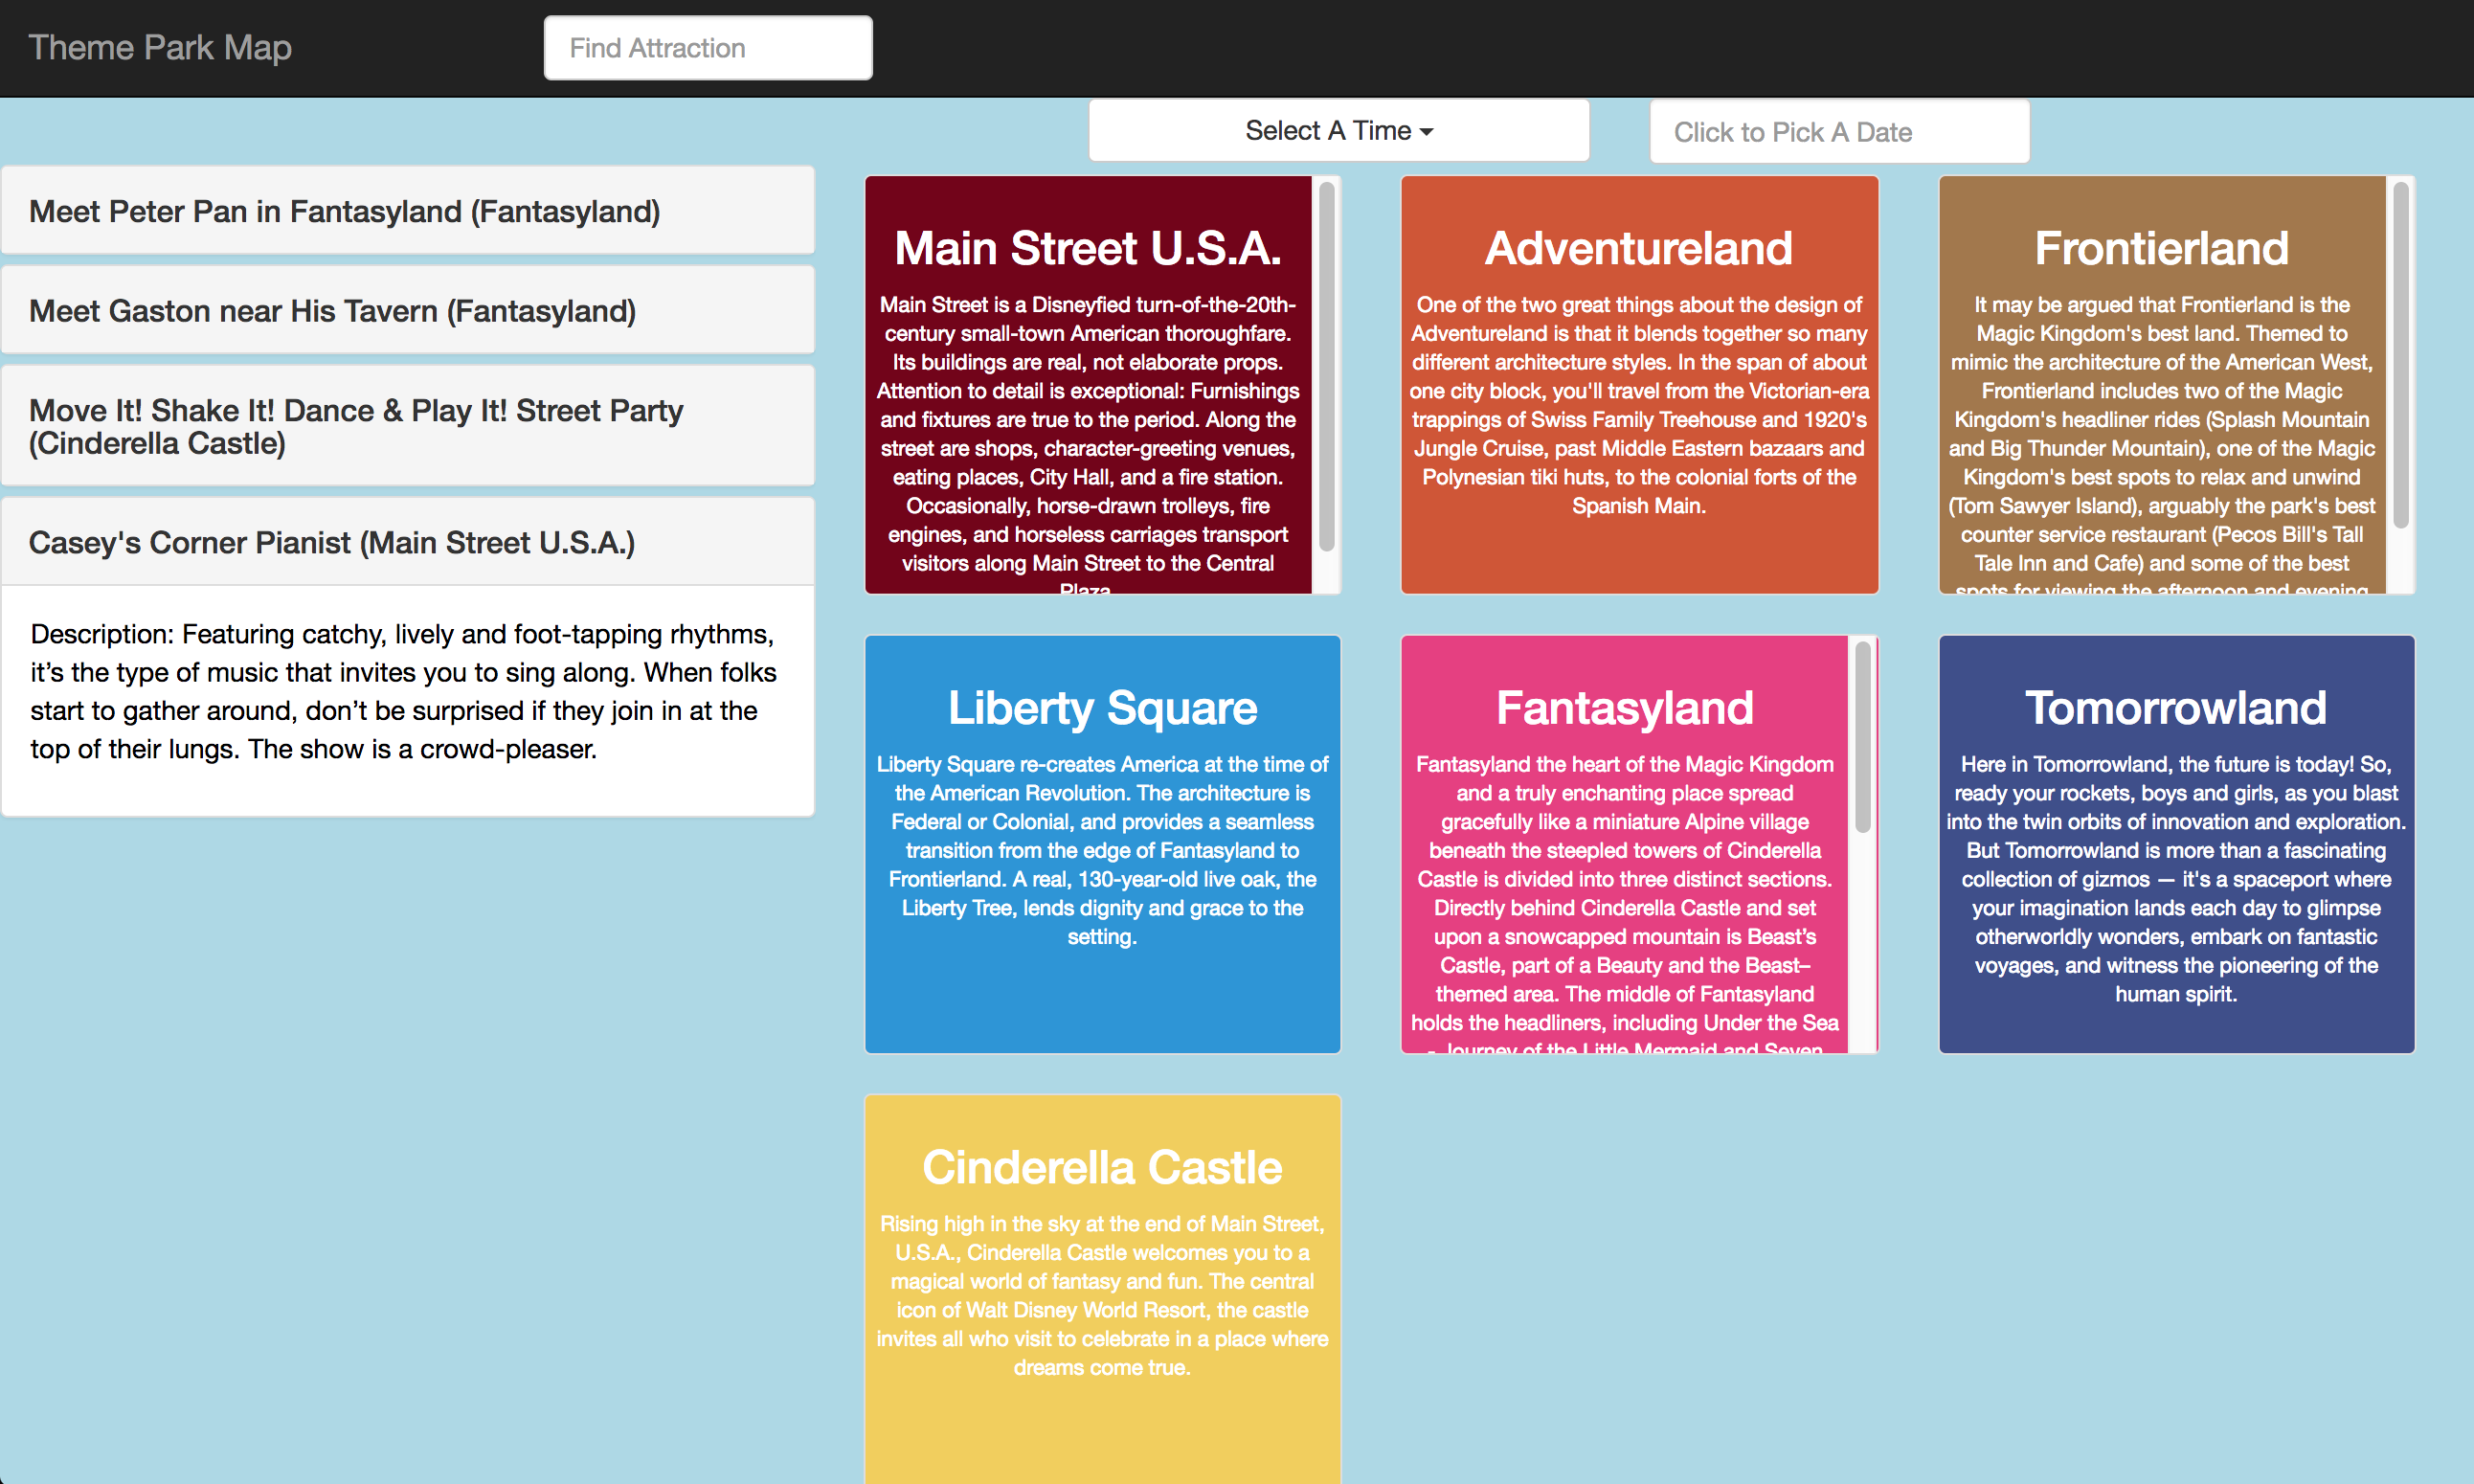 Theme Park Map
Find Attraction
Select A Time
Click to Pick A Date
Meet Peter Pan in Fantasyland (Fantasyland)
Meet Gaston near His Tavern (Fantasyland)
Move It! Shake It! Dance & Play It! Street Party
(Cinderella Castle)
Casey's Corner Pianist (Main Street U.S.A.)
Description: Featuring catchy, lively and foot-tapping rhythms,
it’s the type of music that invites you to sing along. When folks
start to gather around, don’t be surprised if they join in at the
top of their lungs. The show is a crowd-pleaser.
Main Street U.S.A.
Main Street is a Disneyfied turn-of-the-20th-
century small-town American thoroughfare.
Its buildings are real, not elaborate props.
Attention to detail is exceptional: Furnishings
and fixtures are true to the period. Along the
street are shops, character-greeting venues,
eating places, City Hall, and a fire station.
Occasionally, horse-drawn trolleys, fire
engines, and horseless carriages transport
visitors along Main Street to the Central
Plaza
Adventureland
One of the two great things about the design of
Adventureland is that it blends together so many
different architecture styles. In the span of about
one city block, you'll travel from the Victorian-era
trappings of Swiss Family Treehouse and 1920's
Jungle Cruise, past Middle Eastern bazaars and
Polynesian tiki huts, to the colonial forts of the
Spanish Main.
Frontierland
It may be argued that Frontierland is the
Magic Kingdom's best land. Themed to
mimic the architecture of the American West,
Frontierland includes two of the Magic
Kingdom's headliner rides (Splash Mountain
and Big Thunder Mountain), one of the Magic
Kingdom's best spots to relax and unwind
(Tom Sawyer Island), arguably the park's best
counter service restaurant (Pecos Bill's Tall
Tale Inn and Cafe) and some of the best
spots for viewing the afternoon and evening
Liberty Square
Liberty Square re-creates America at the time of
the American Revolution. The architecture is
Federal or Colonial, and provides a seamless
transition from the edge of Fantasyland to
Frontierland. A real, 130-year-old live oak, the
Liberty Tree, lends dignity and grace to the
setting.
Fantasyland
Fantasyland the heart of the Magic Kingdom
and a truly enchanting place spread
gracefully like a miniature Alpine village
beneath the steepled towers of Cinderella
Castle is divided into three distinct sections.
Directly behind Cinderella Castle and set
upon a snowcapped mountain is Beast’s
Castle, part of a Beauty and the Beast–
themed area. The middle of Fantasyland
holds the headliners, including Under the Sea
- Journey of the Little Mermaid and Seven
Tomorrowland
Here in Tomorrowland, the future is today! So,
ready your rockets, boys and girls, as you blast
into the twin orbits of innovation and exploration.
But Tomorrowland is more than a fascinating
collection of gizmos — it's a spaceport where
your imagination lands each day to glimpse
otherworldly wonders, embark on fantastic
voyages, and witness the pioneering of the
human spirit.
Cinderella Castle
Rising high in the sky at the end of Main Street,
U.S.A., Cinderella Castle welcomes you to a
magical world of fantasy and fun. The central
icon of Walt Disney World Resort, the castle
invites all who visit to celebrate in a place where
dreams come true.